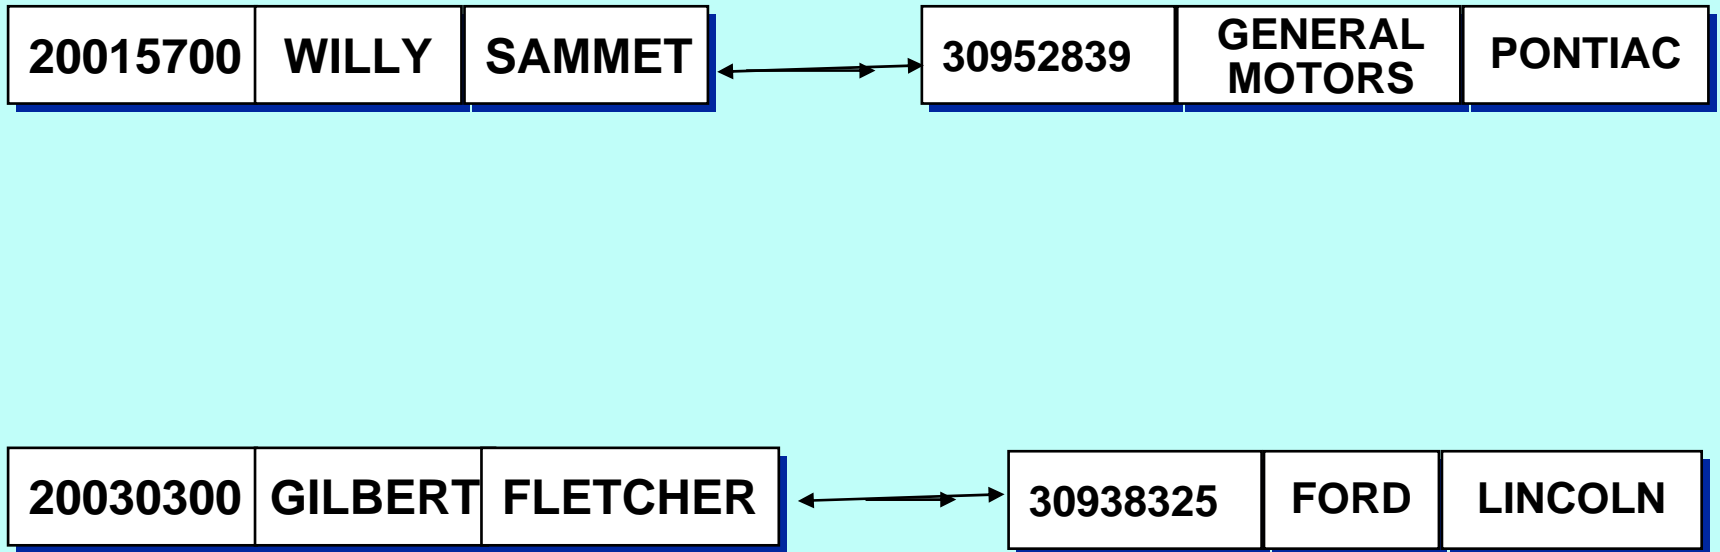 20015700 WILLY SAMMET 30952839 GENERAL MOTORS PONTIAC
20030300 GILBERT FLETCHER 30938325 FORD LINCOLN